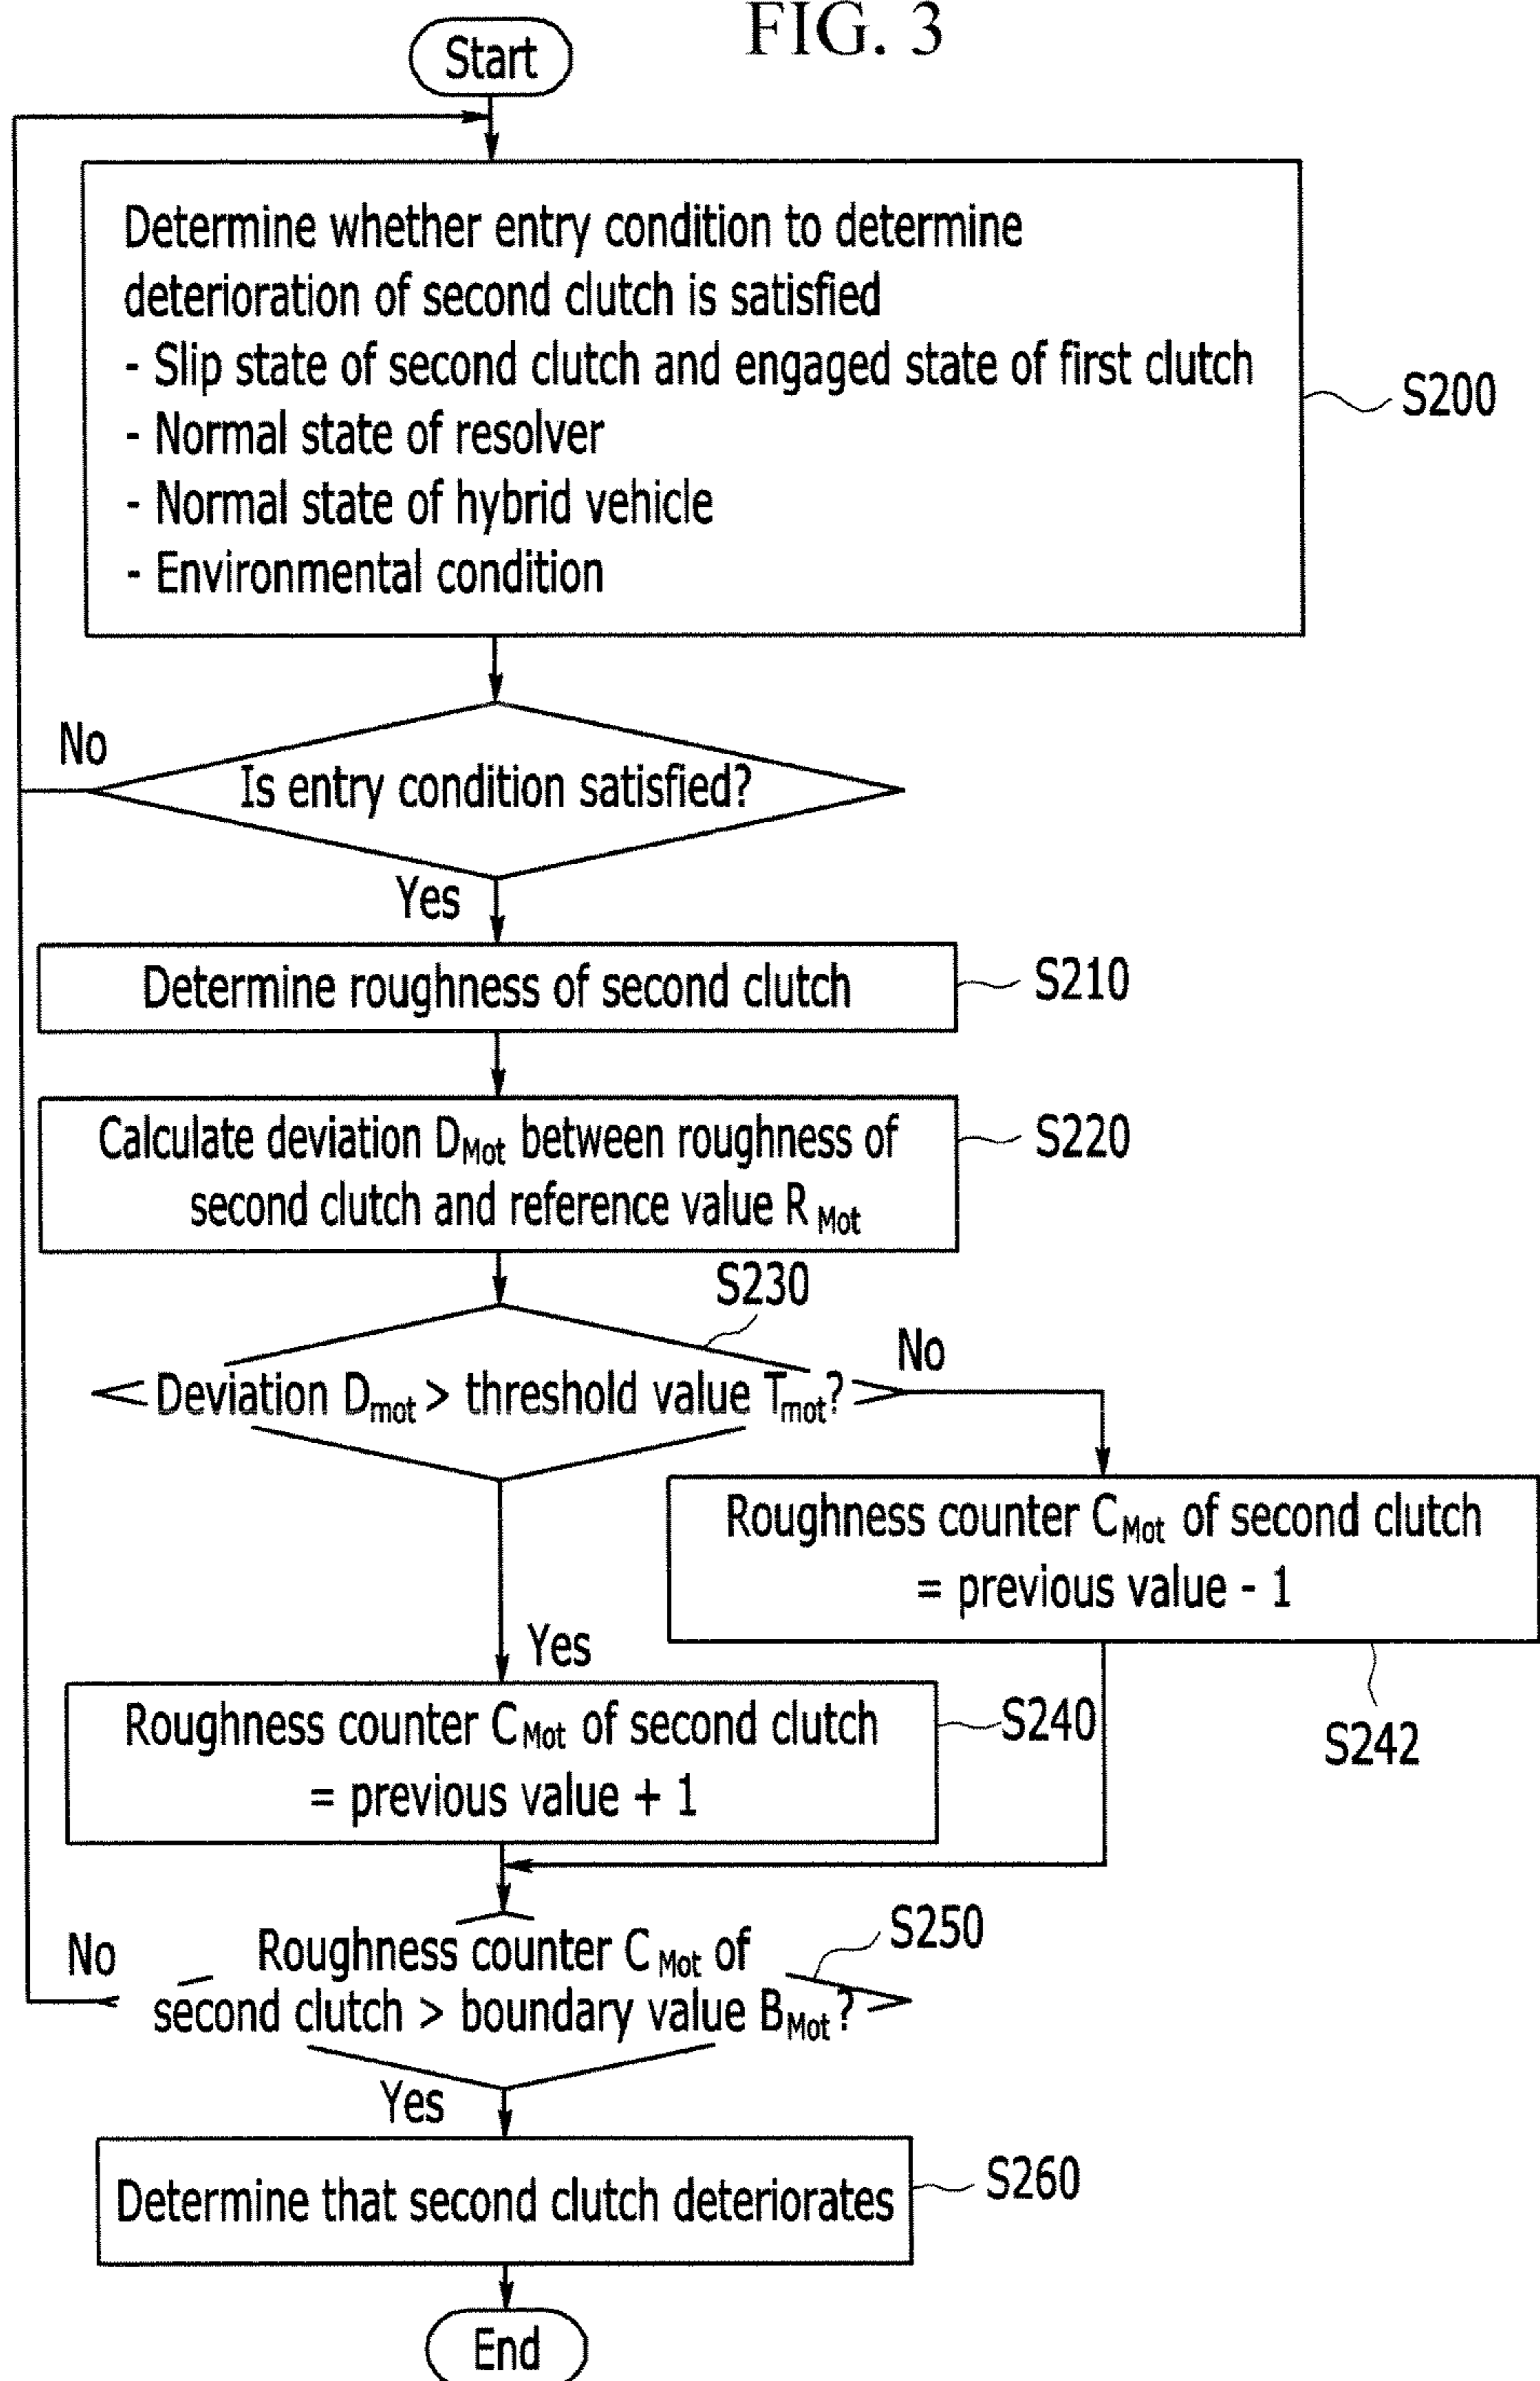 FIG. 3
Start
Determine whether entry condition to determine
deterioration of second clutch is satisfied
- Slip state of second clutch and engaged state of first clutch
- Normal state of resolver
- Normal state of hybrid vehicle
- Environmental condition
S200
No
Is entry condition satisfied?
Yes
Determine roughness of second clutch
S210
Calculate deviation DMot between roughness of
second clutch and reference value RMot
S220
S230
Deviation Dmot > threshold value Tmot?
No
Roughness counter CMot of second clutch
= previous value - 1
S242
Yes
Roughness counter CMot of second clutch
= previous value + 1
S240
S250
No
Roughness counter CMot of
second clutch > boundary value BMot?
Yes
Determine that second clutch deteriorates
S260
End